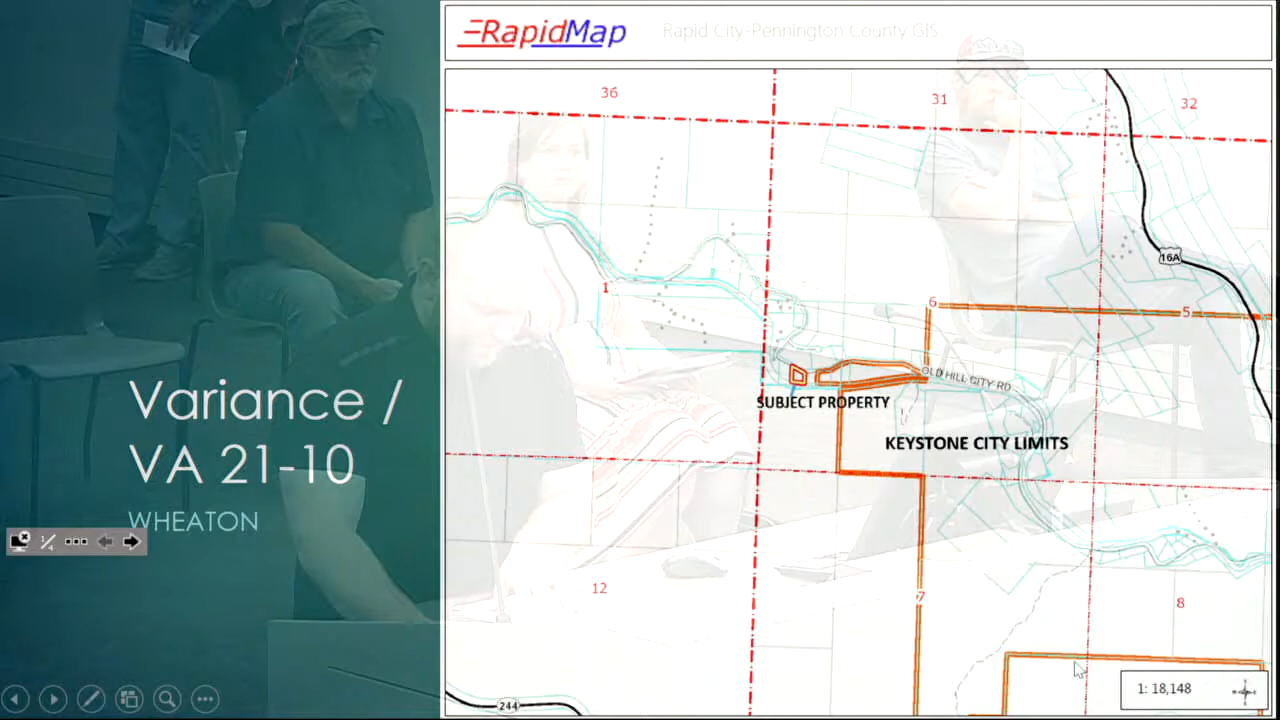 RapidMap
Rapid City-Pennington County GIS
36
31
32
16A
1
6
5
OLD HILL CITY RD
SUBJECT PROPERTY
Variance /
VA 21-10
KEYSTONE CITY LIMITS
WHEATON
12
7
8
1: 18,148
244